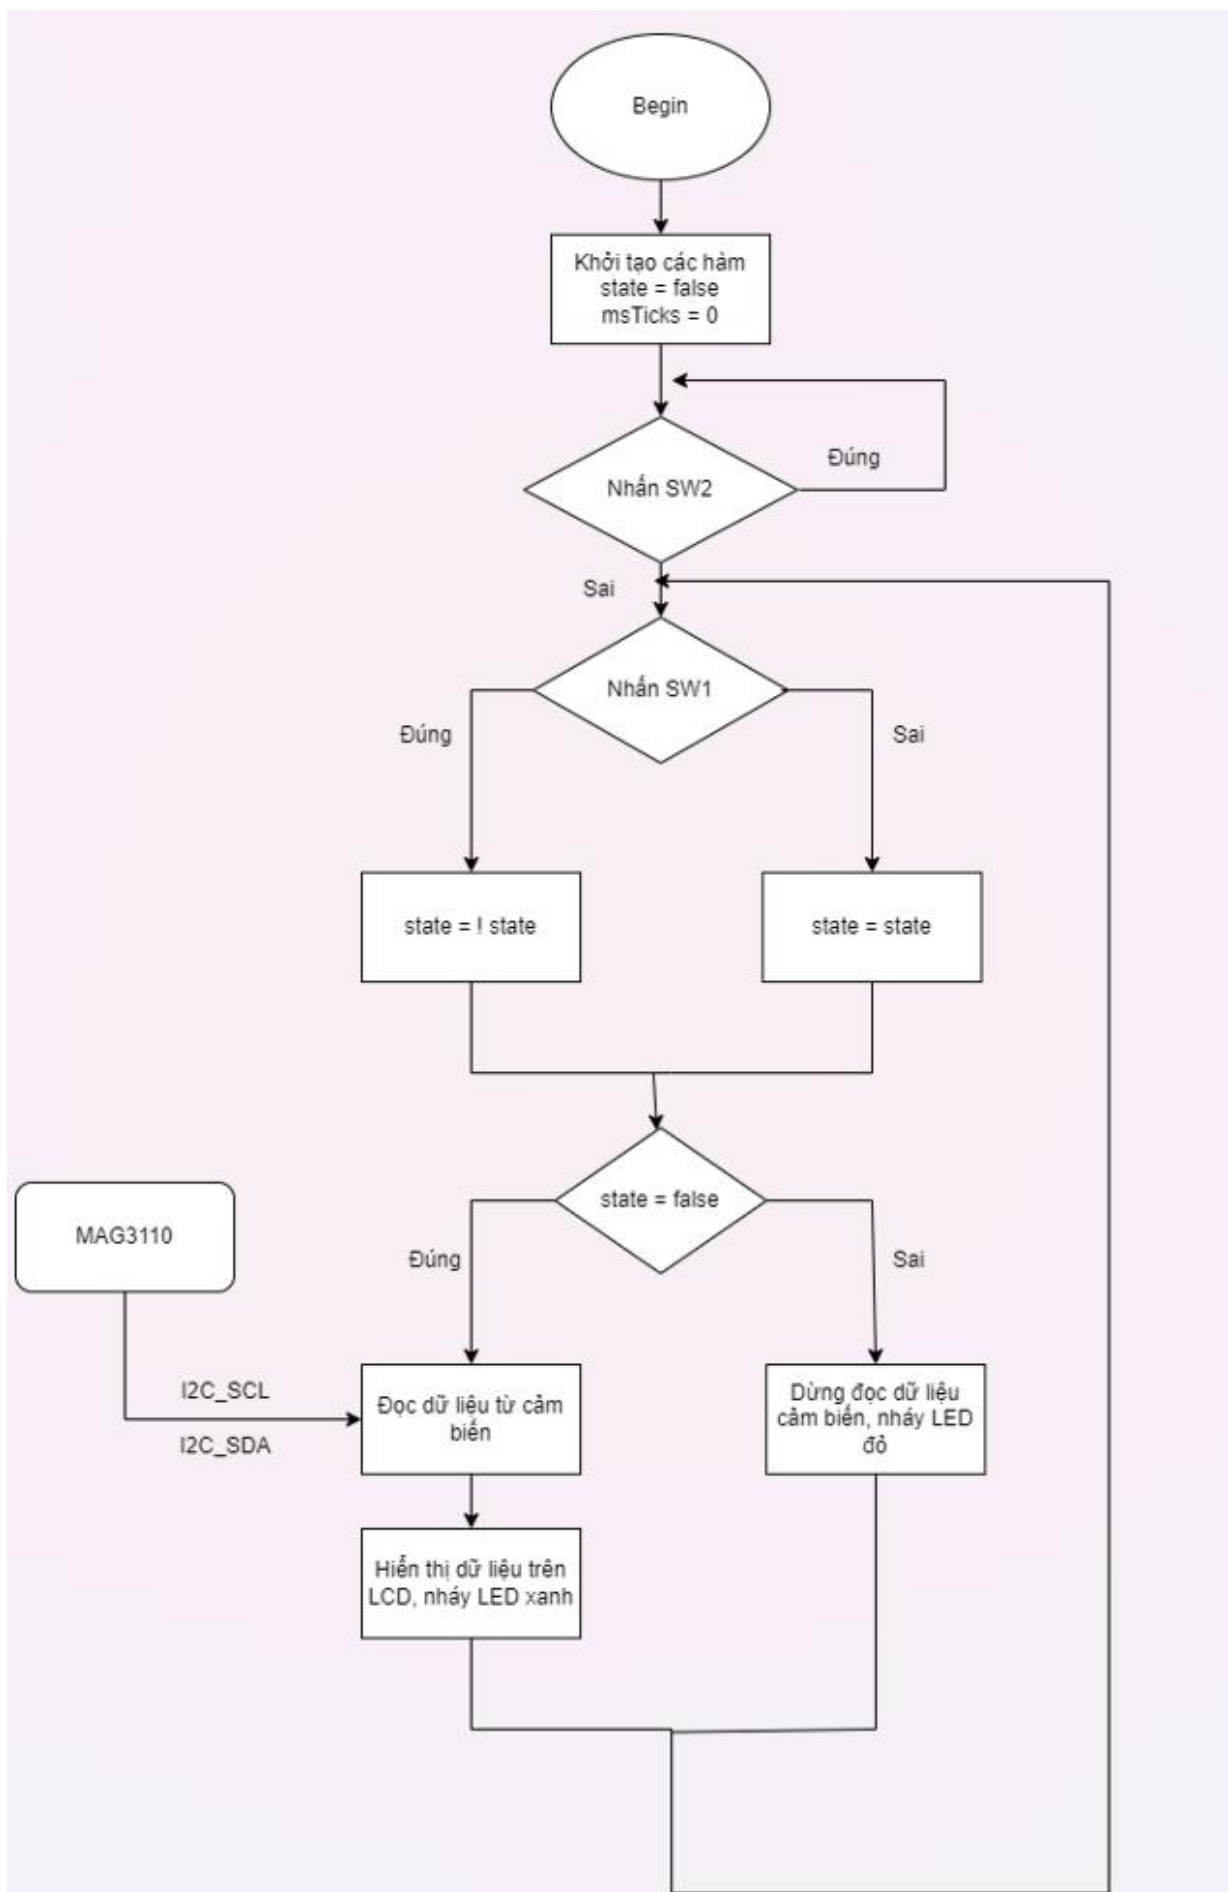 Begin
Khởi tạo các hàm
state = false
msTicks = 0
Nhấn SW2
Đúng
Sai
Nhấn SW1
Đúng
Sai
state = ! state
state = state
state = false
Đúng
Sai
MAG3110
I2C_SCL
I2C_SDA
Đọc dữ liệu từ cảm
biến
Dừng đọc dữ liệu
cảm biến, nháy LED
đỏ
Hiển thị dữ liệu trên
LCD, nháy LED xanh